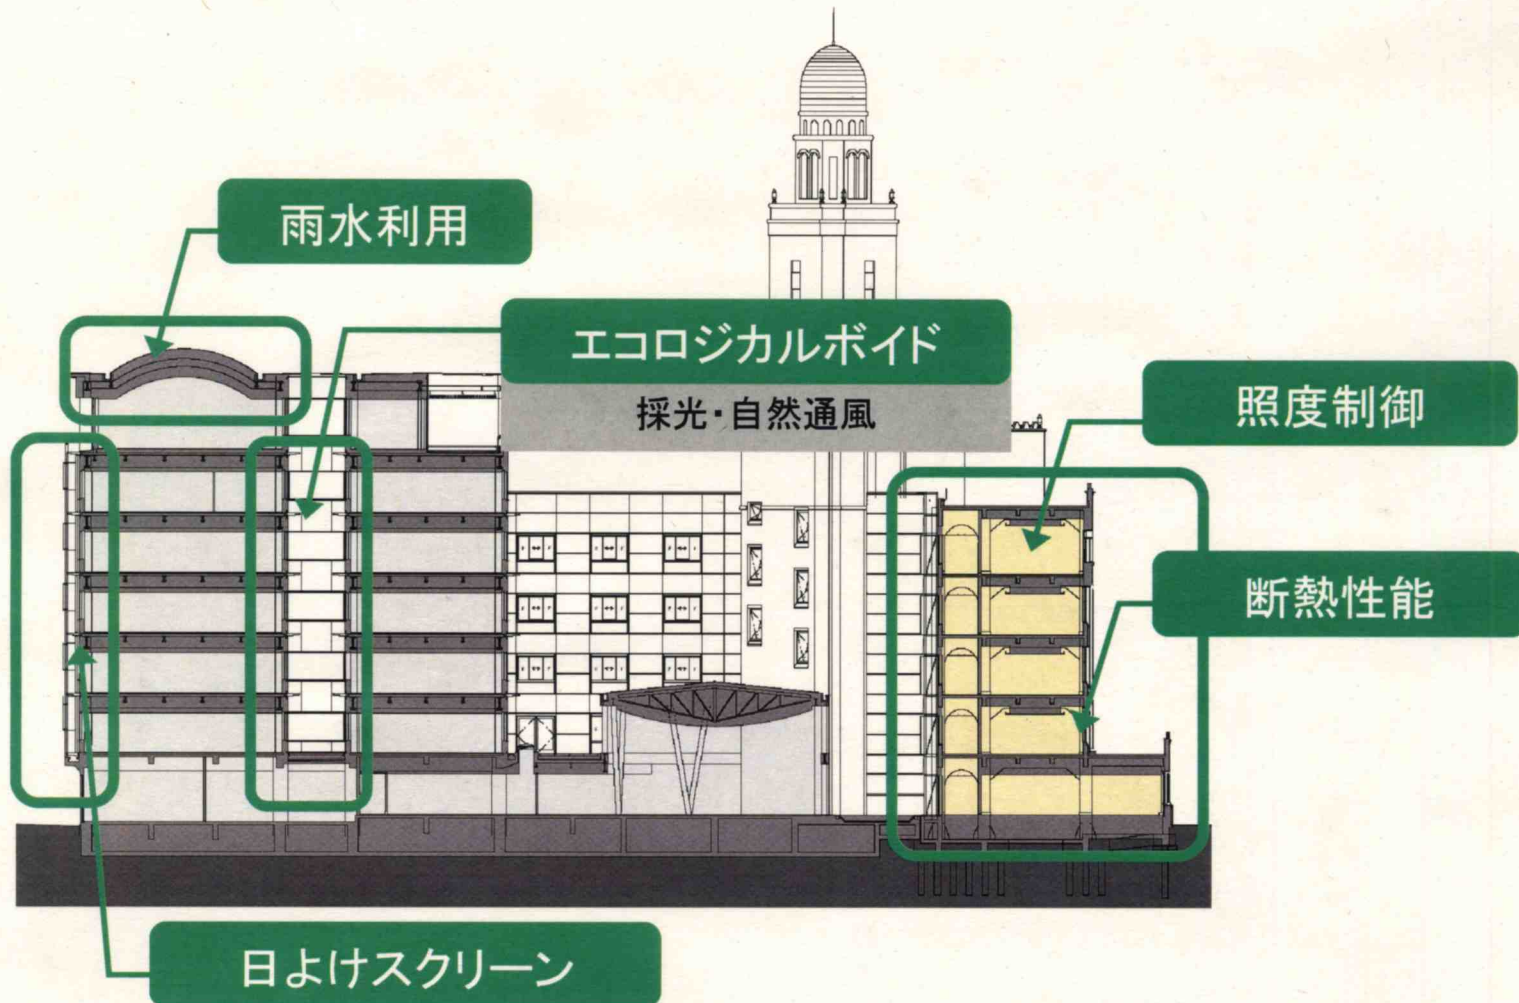 雨水利用
エコロジカルボイド
採光・自然通風
照度制御
断熱性能
日よけスクリーン